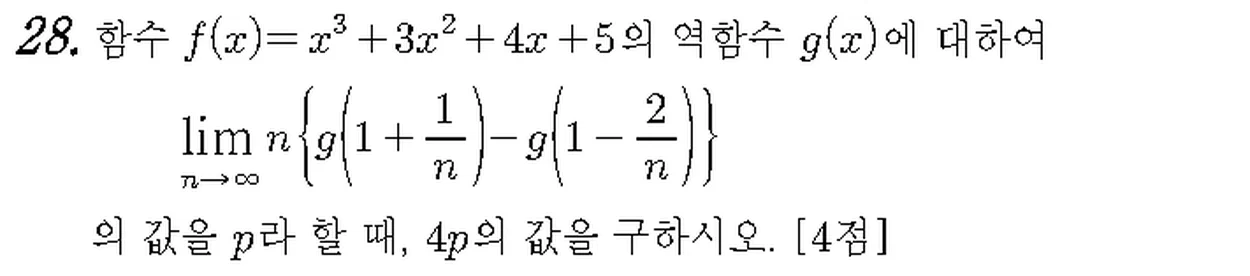 28. 함수 f(x)=x³+3x²+4x+5의 역함수 g(x)에 대하여
lim_{n→∞} n{g(1+1/n)−g(1−2/n)}
의 값을 p라 할 때, 4p의 값을 구하시오. [4점]